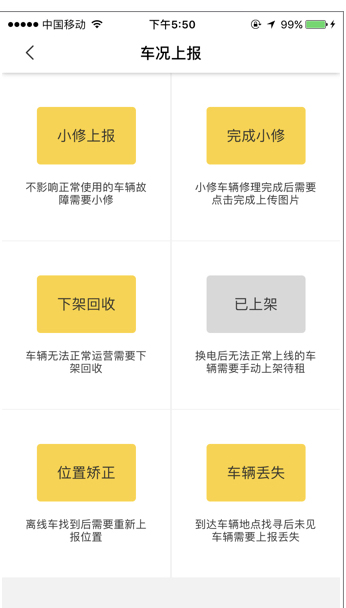 中国移动 下午5:50 99%
车况上报
小修上报 完成小修
不影响正常使用的车辆故 小修车辆修理完成后需要
障需要小修 点击完成上传图片
下架回收 已上架
车辆无法正常运营需要下 换电后无法正常上线的车
架回收 辆需要手动上架待租
位置矫正 车辆丢失
离线车找到后需要重新上 到达车辆地点找寻后未见
报位置 车辆需要上报丢失